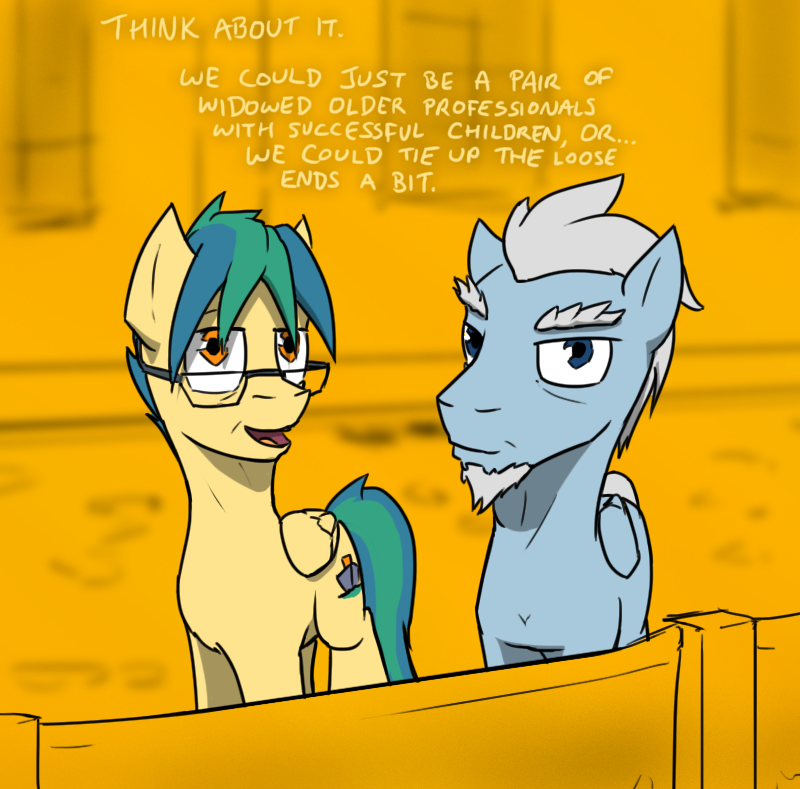 THINK ABOUT IT.
WE COULD JUST BE A PAIR OF
WIDOWED OLDER PROFESSIONALS
WITH SUCCESSFUL CHILDREN, OR...
WE COULD TIE UP THE LOOSE
ENDS A BIT.